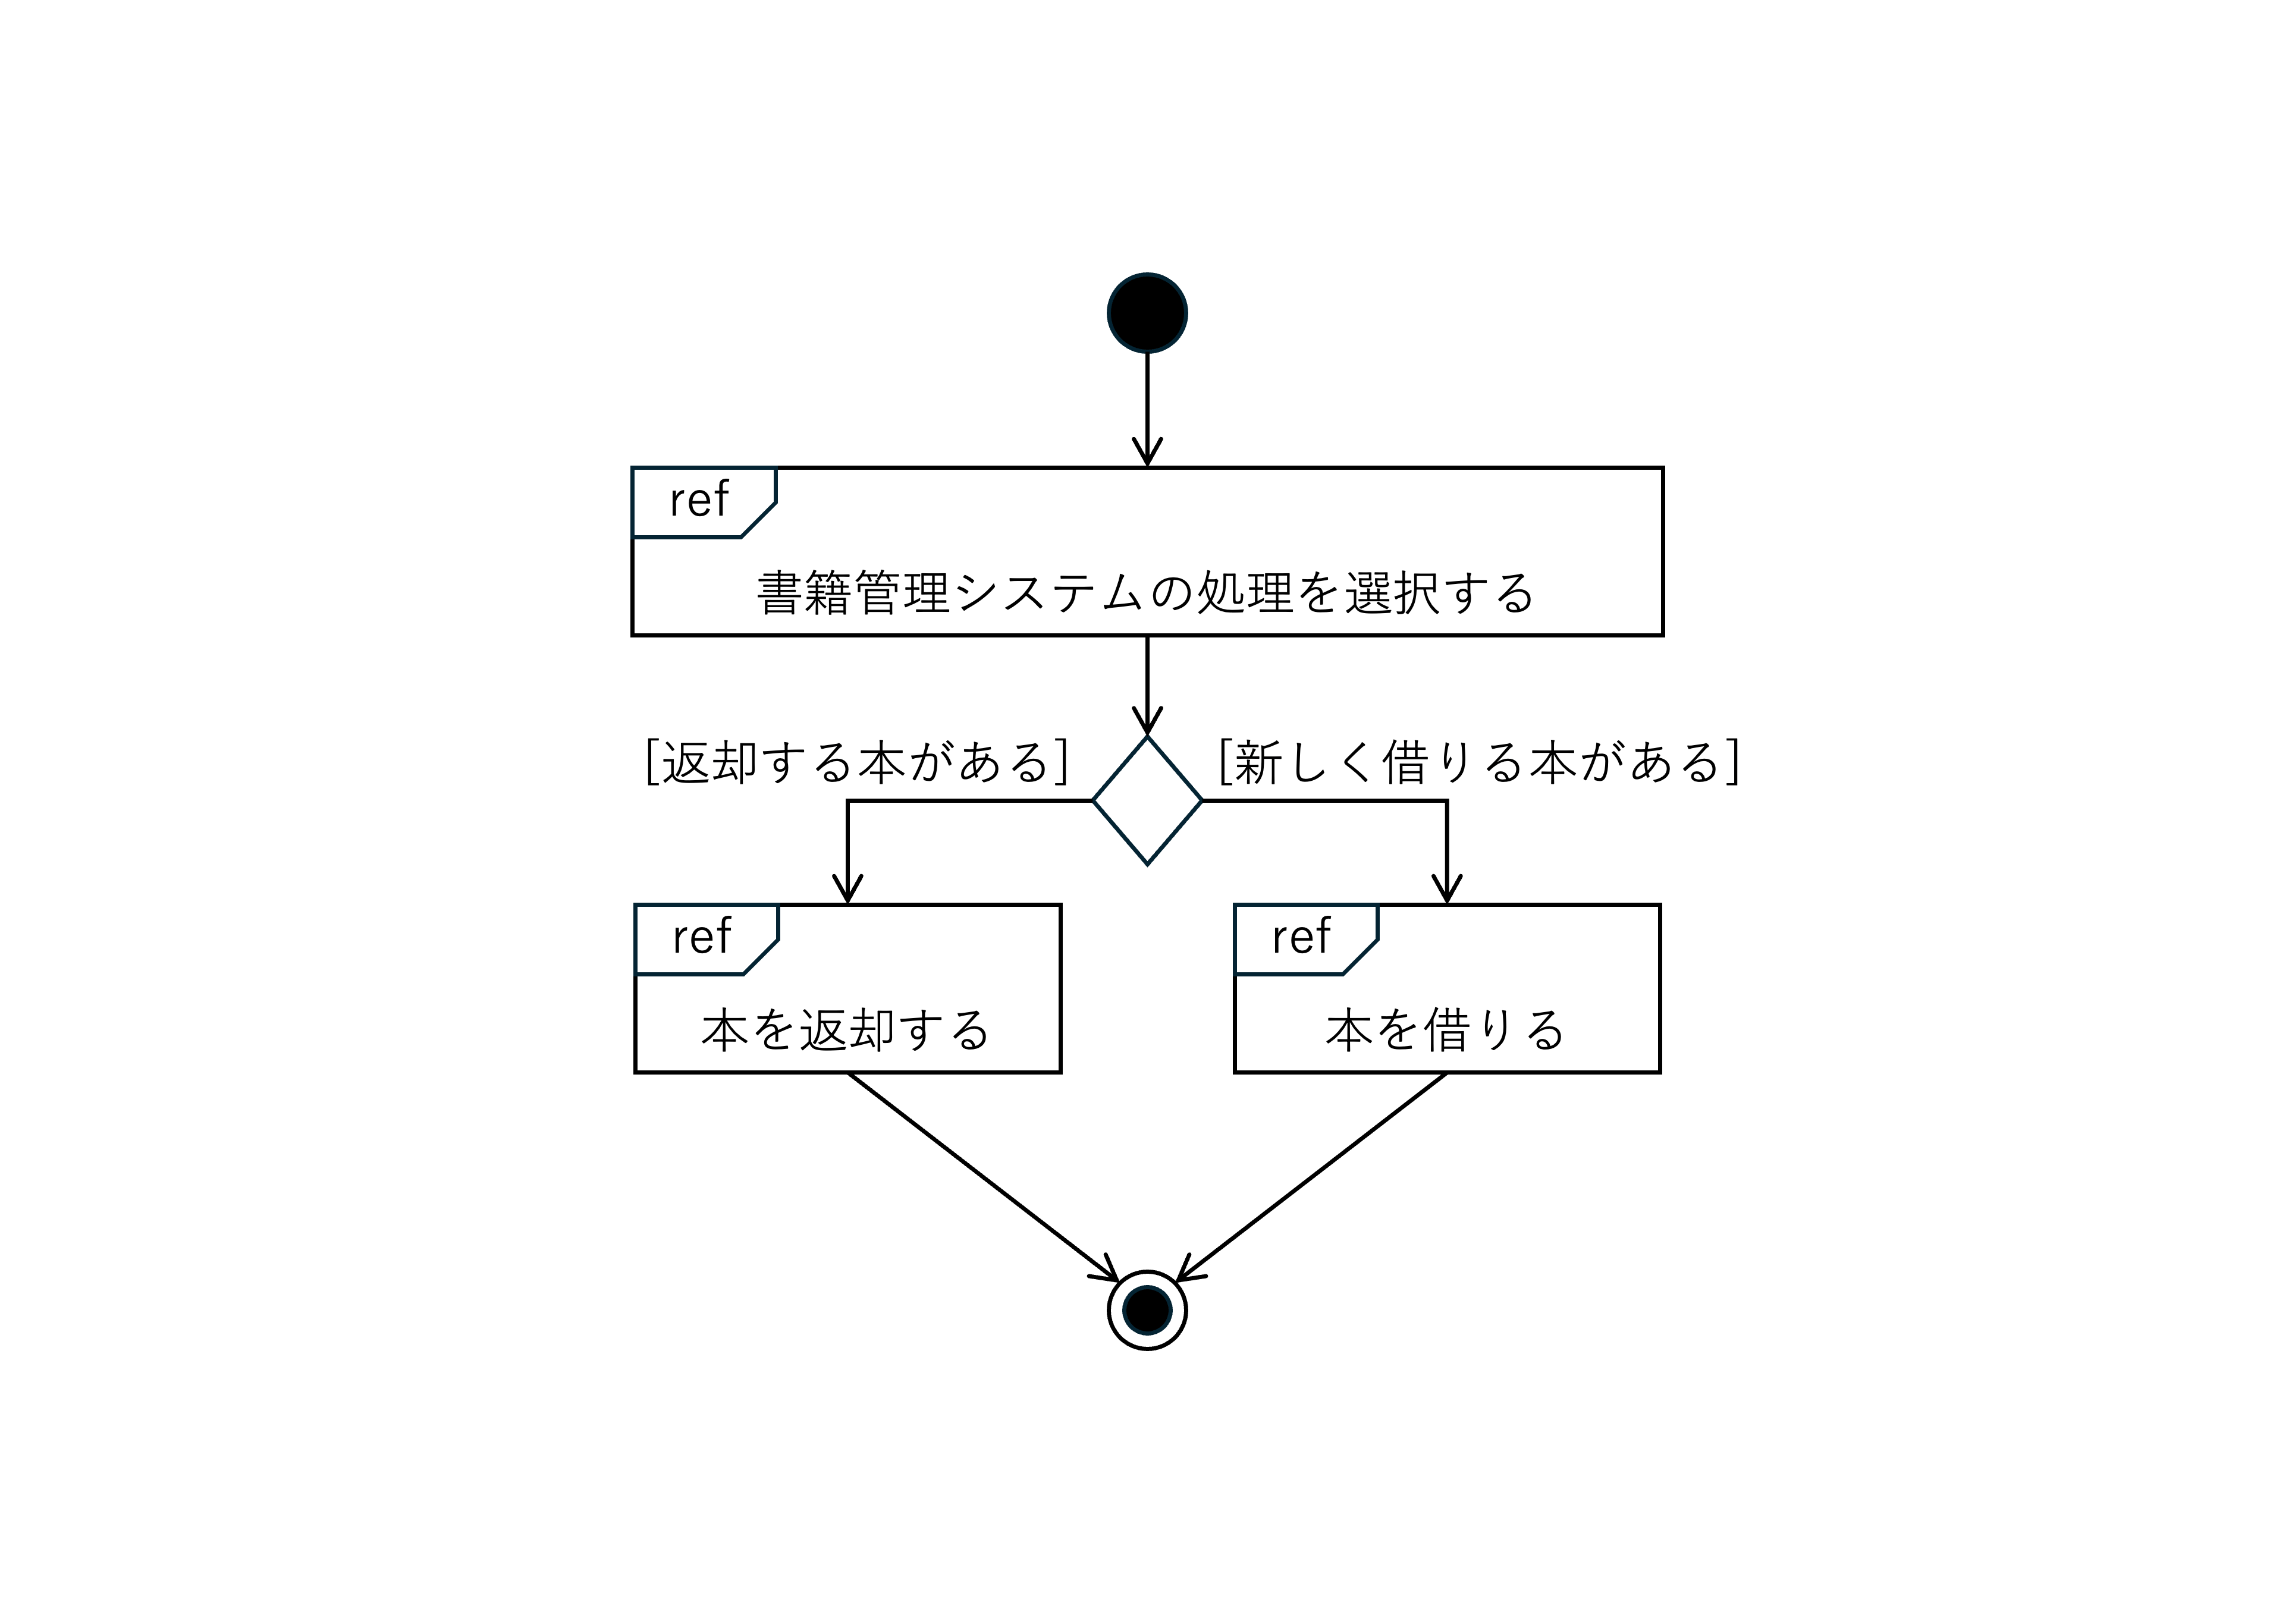 ref
書籍管理システムの処理を選択する
[返却する本がある]
[新しく借りる本がある]
ref
本を返却する
ref
本を借りる